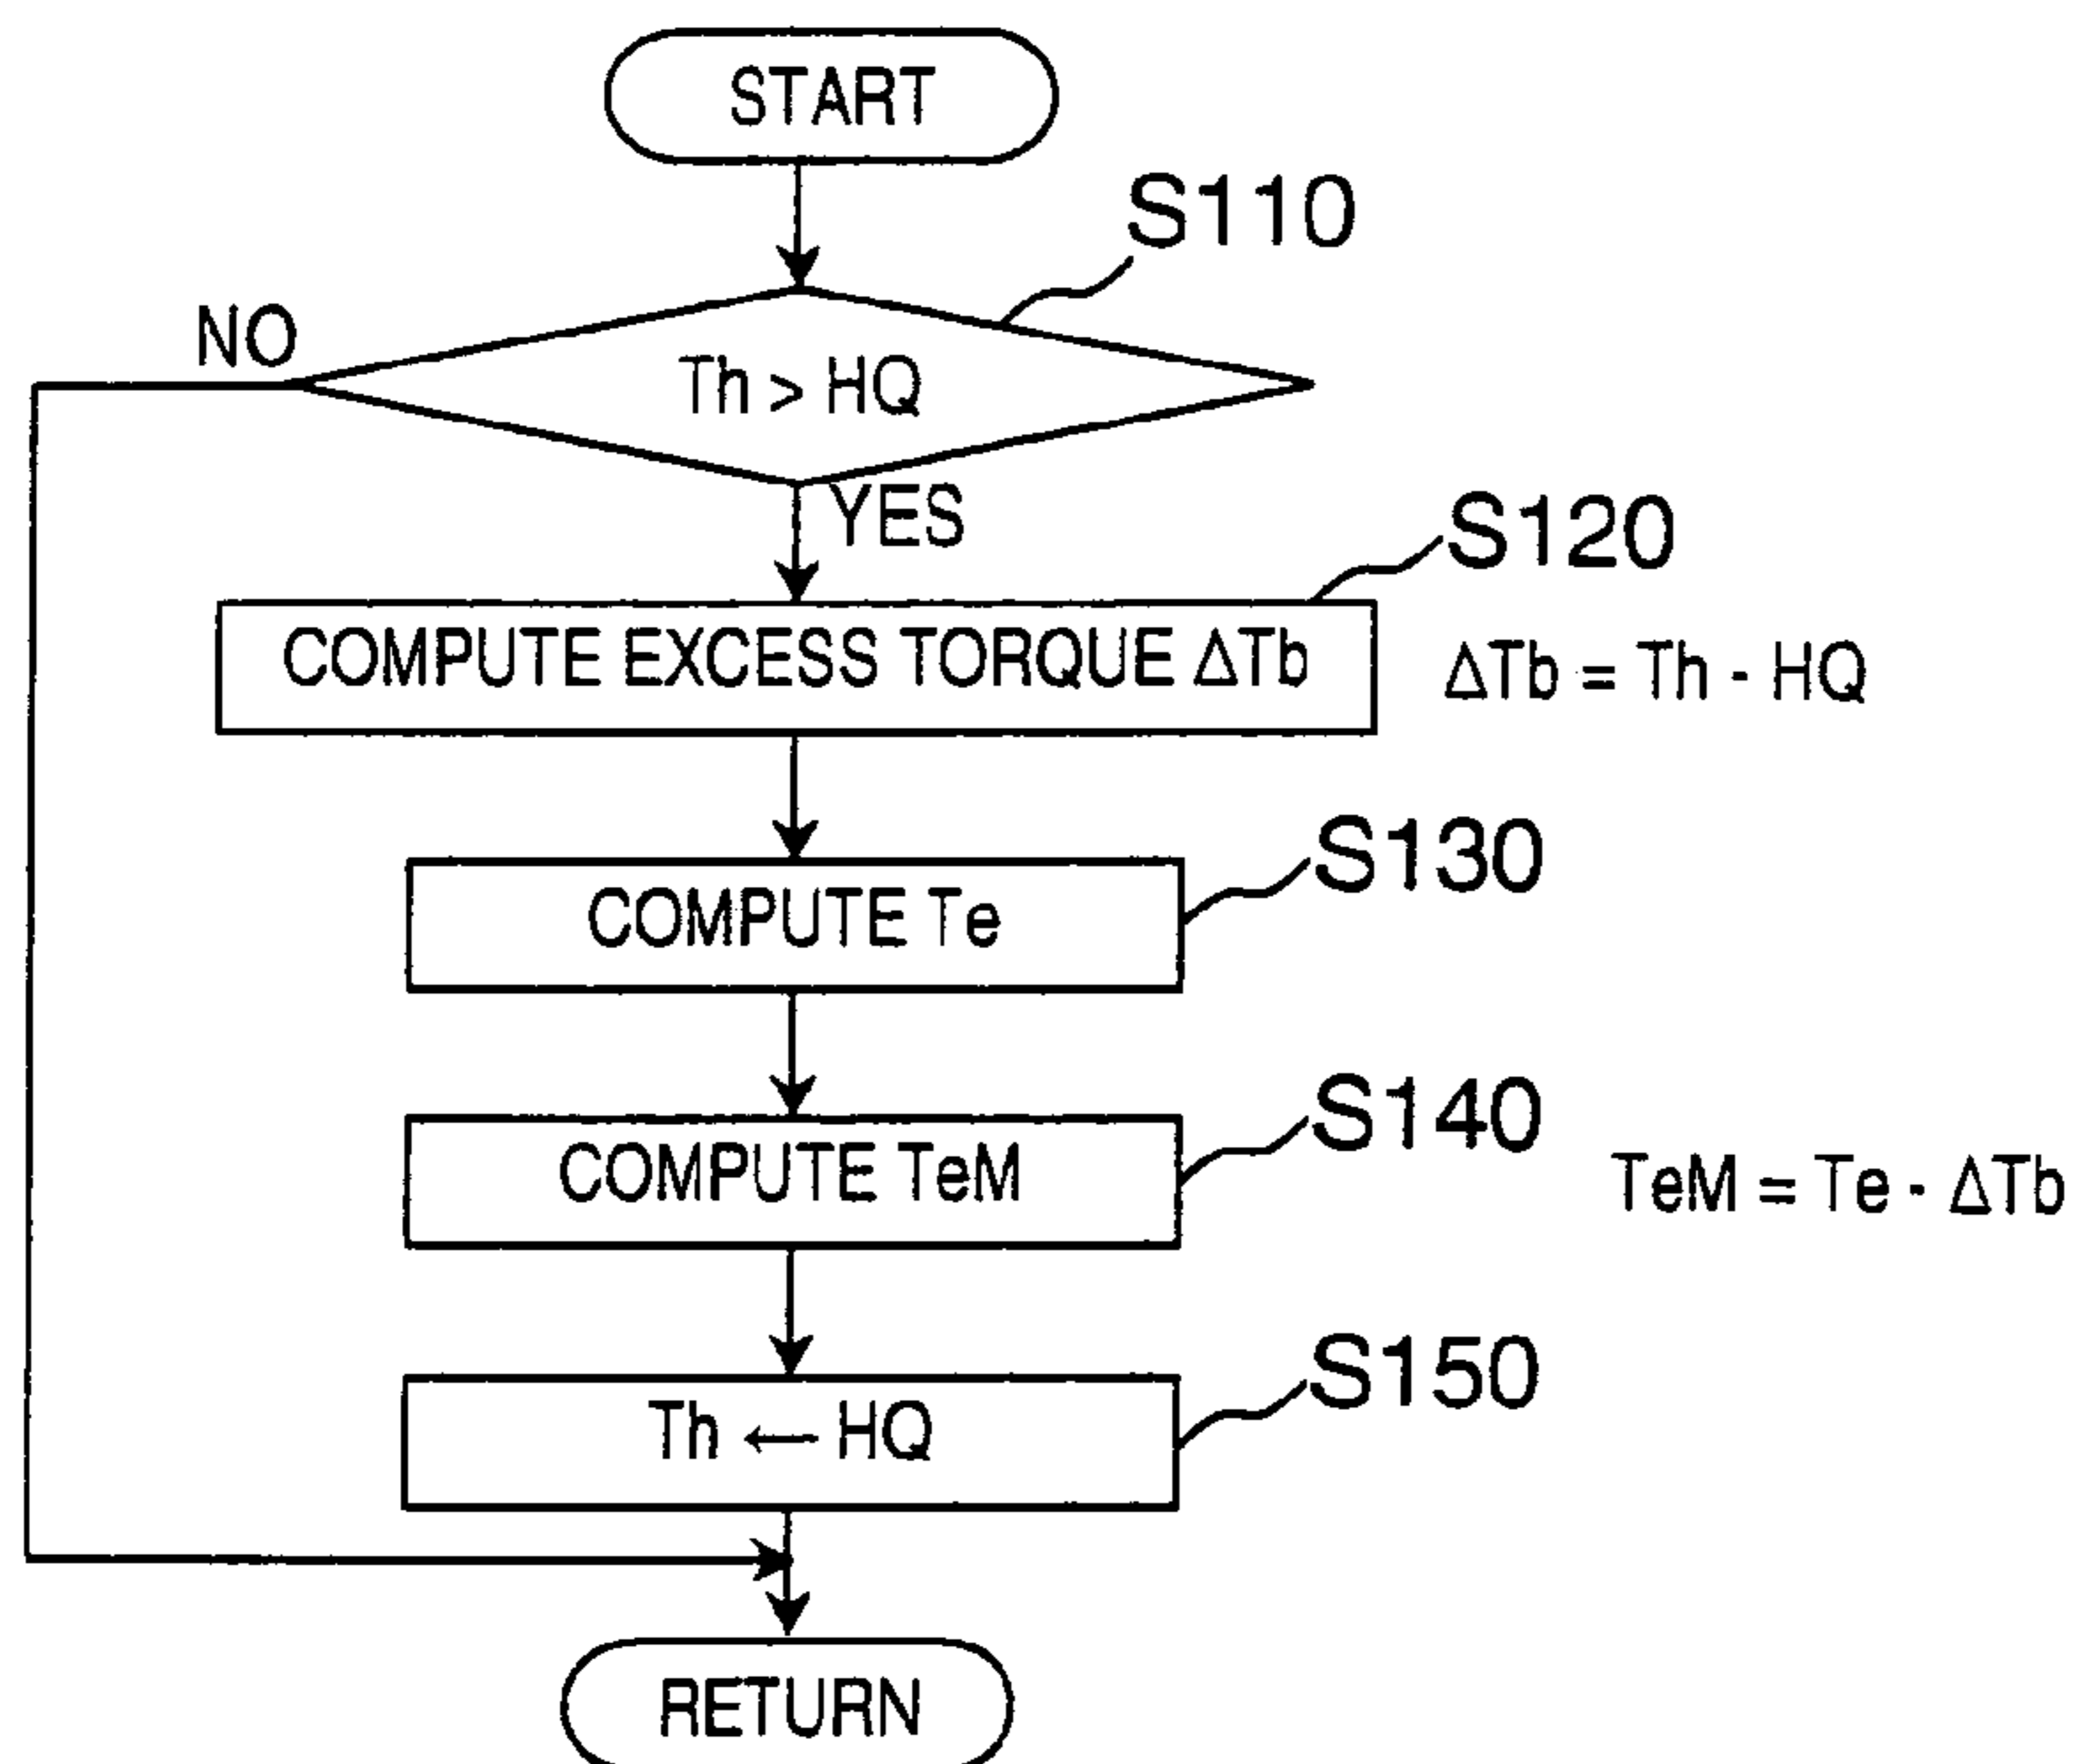 START
S110
NO
Th > HQ
YES
S120
COMPUTE EXCESS TORQUE ΔTb
ΔTb = Th - HQ
S130
COMPUTE Te
S140
COMPUTE TeM
TeM = Te - ΔTb
S150
Th ← HQ
RETURN